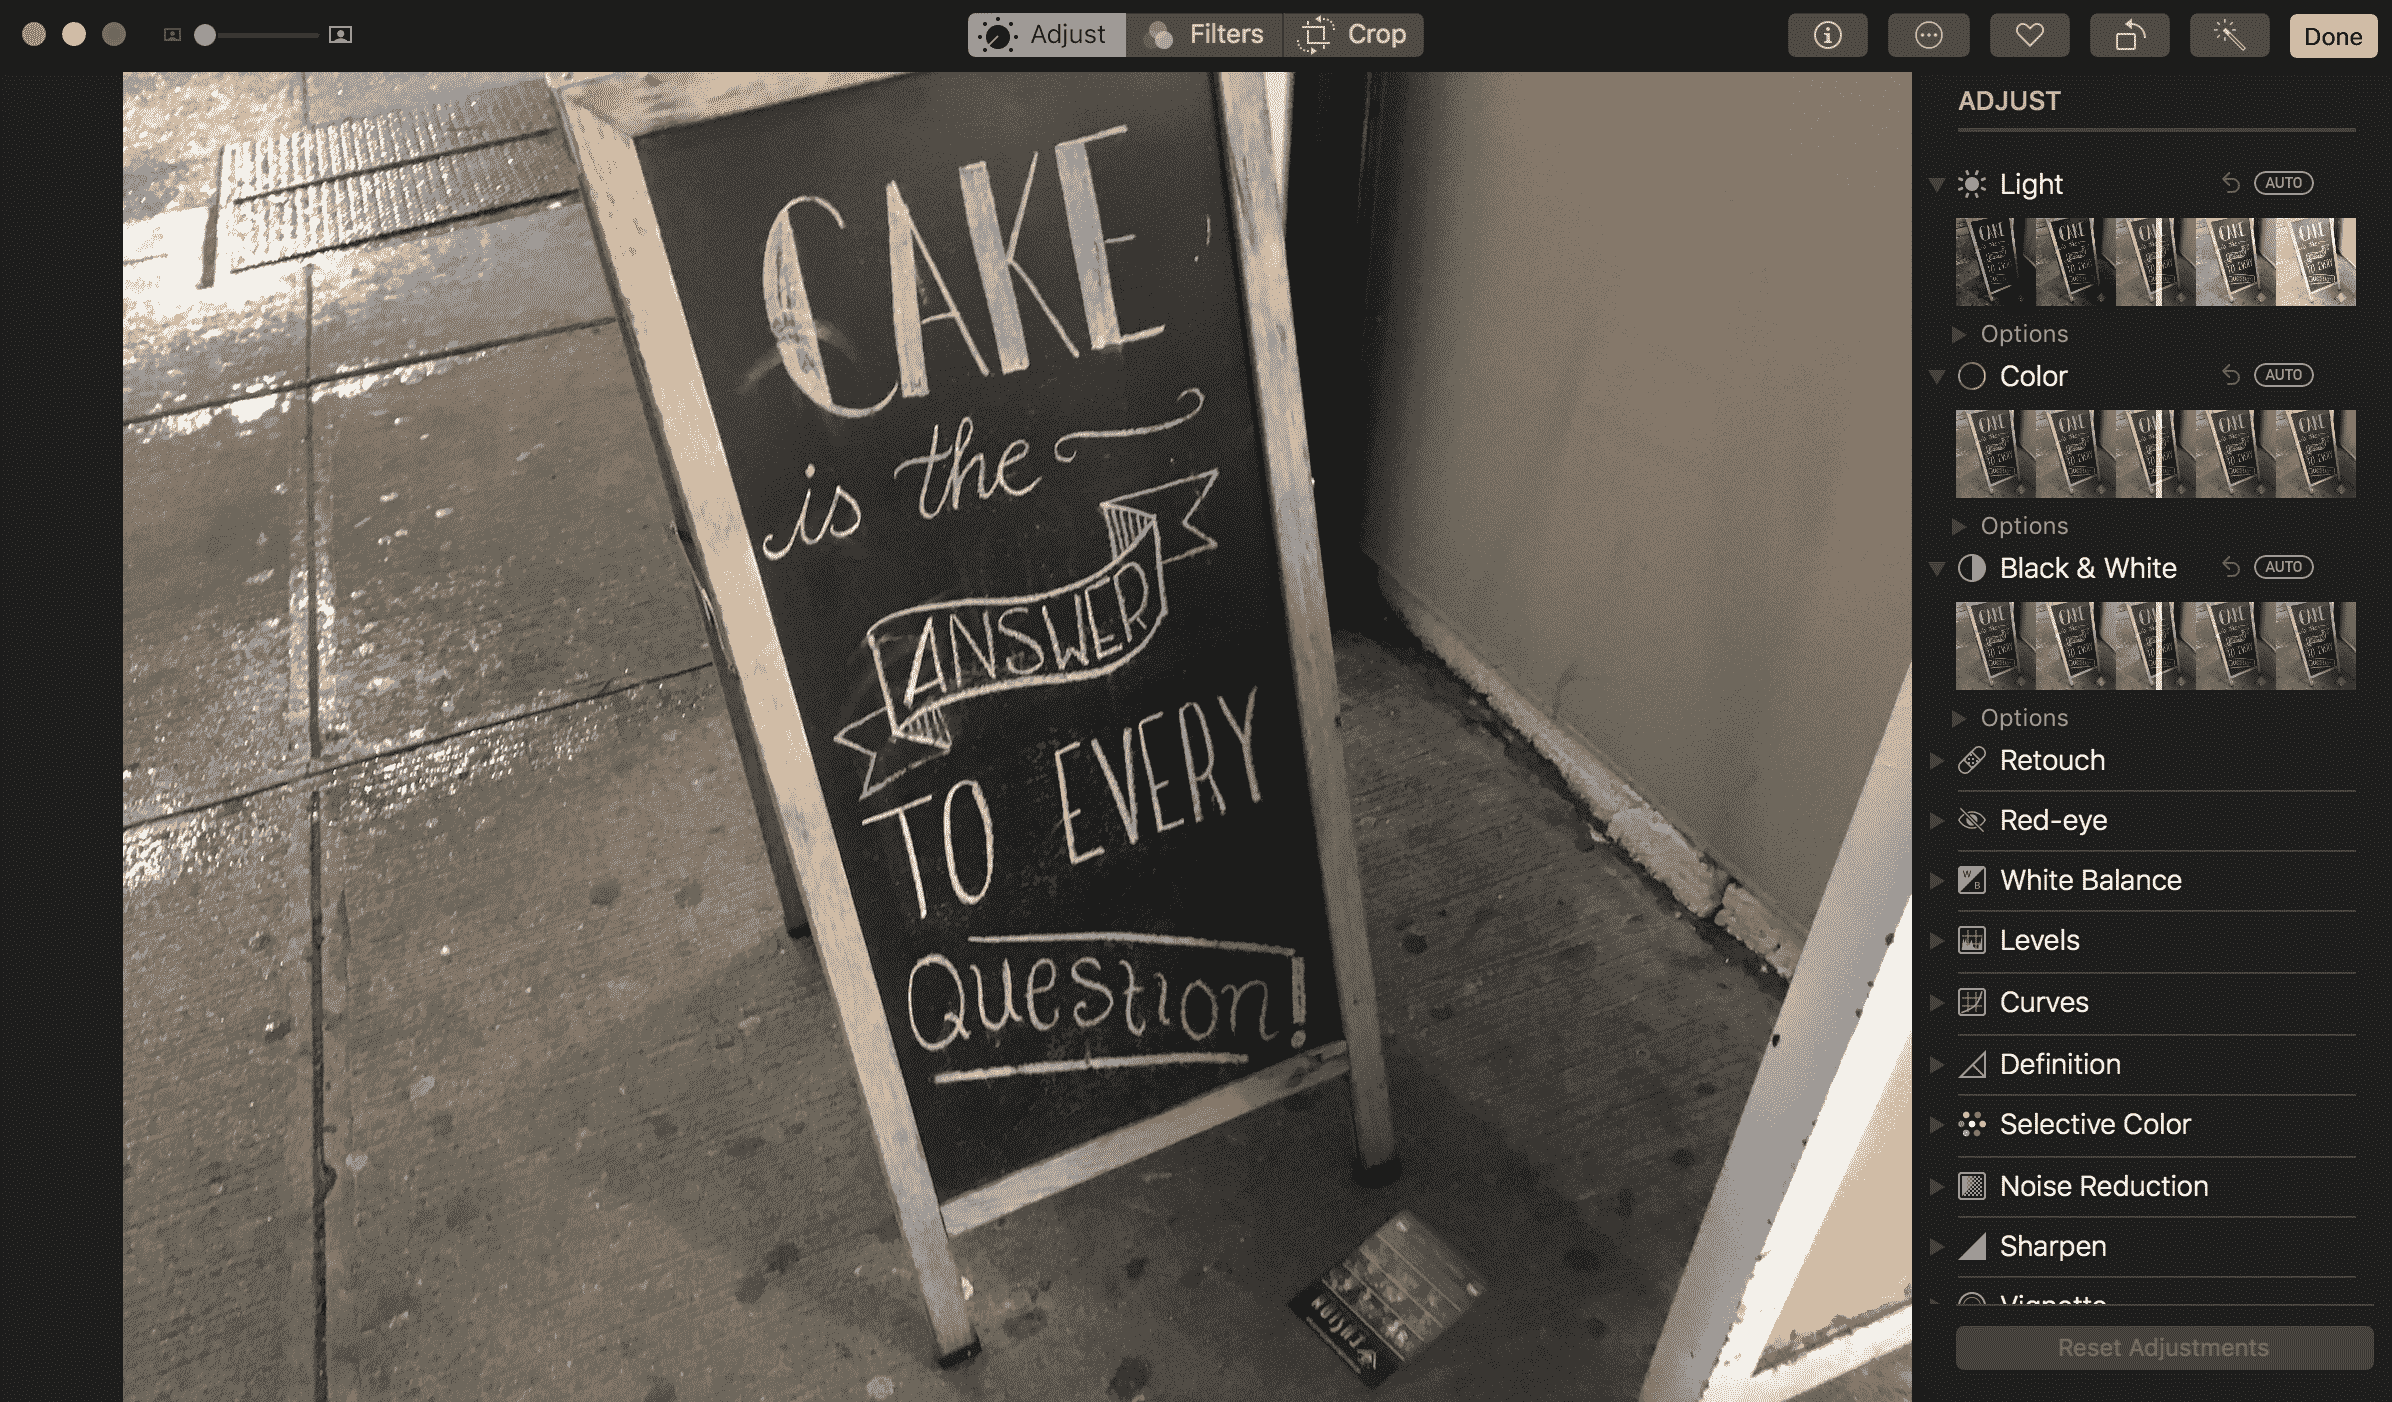 Adjust
Filters
Crop
Done
ADJUST
Light
AUTO
Options
Color
AUTO
Options
Black & White
AUTO
Options
Retouch
Red-eye
White Balance
Levels
Curves
Definition
Selective Color
Noise Reduction
Sharpen
Vignette
Reset Adjustments
CAKE
is the
ANSWER
TO EVERY
Question!